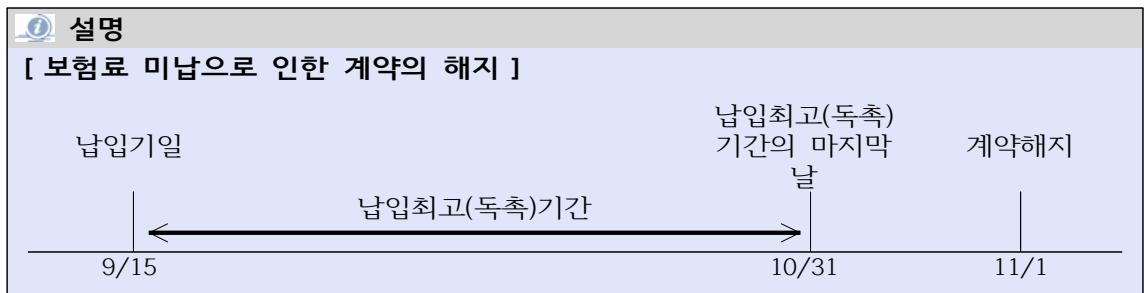 설명
[ 보험료 미납으로 인한 계약의 해지 ]
납입기일
납입최고(독촉)
기간의 마지막
날
계약해지
납입최고(독촉)기간
9/15
10/31
11/1